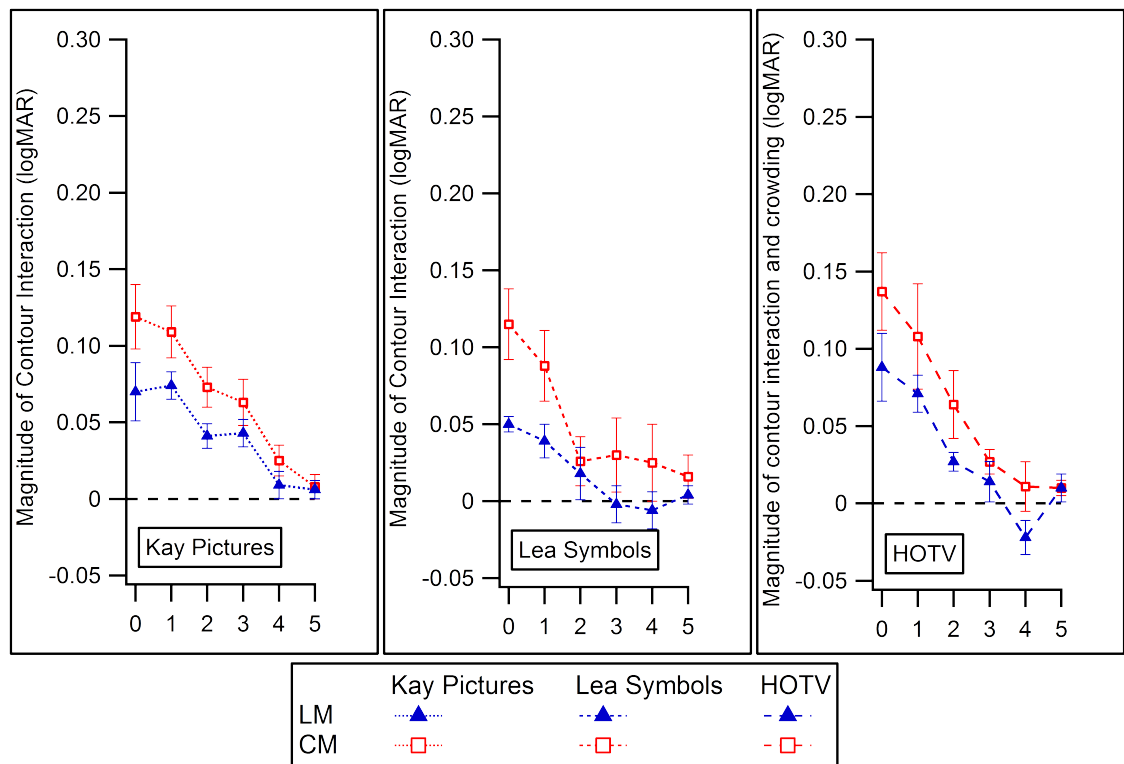 Magnitude of Contour Interaction (logMAR)
0.30
0.25
0.20
0.15
0.10
0.05
0
-0.05
Kay Pictures
0 1 2 3 4 5
Magnitude of Contour Interaction (logMAR)
0.30
0.25
0.20
0.15
0.10
0.05
0
-0.05
Lea Symbols
0 1 2 3 4 5
Magnitude of contour interaction and crowding (logMAR)
0.30
0.25
0.20
0.15
0.10
0.05
0
-0.05
HOTV
0 1 2 3 4 5
Kay Pictures Lea Symbols HOTV
LM
CM